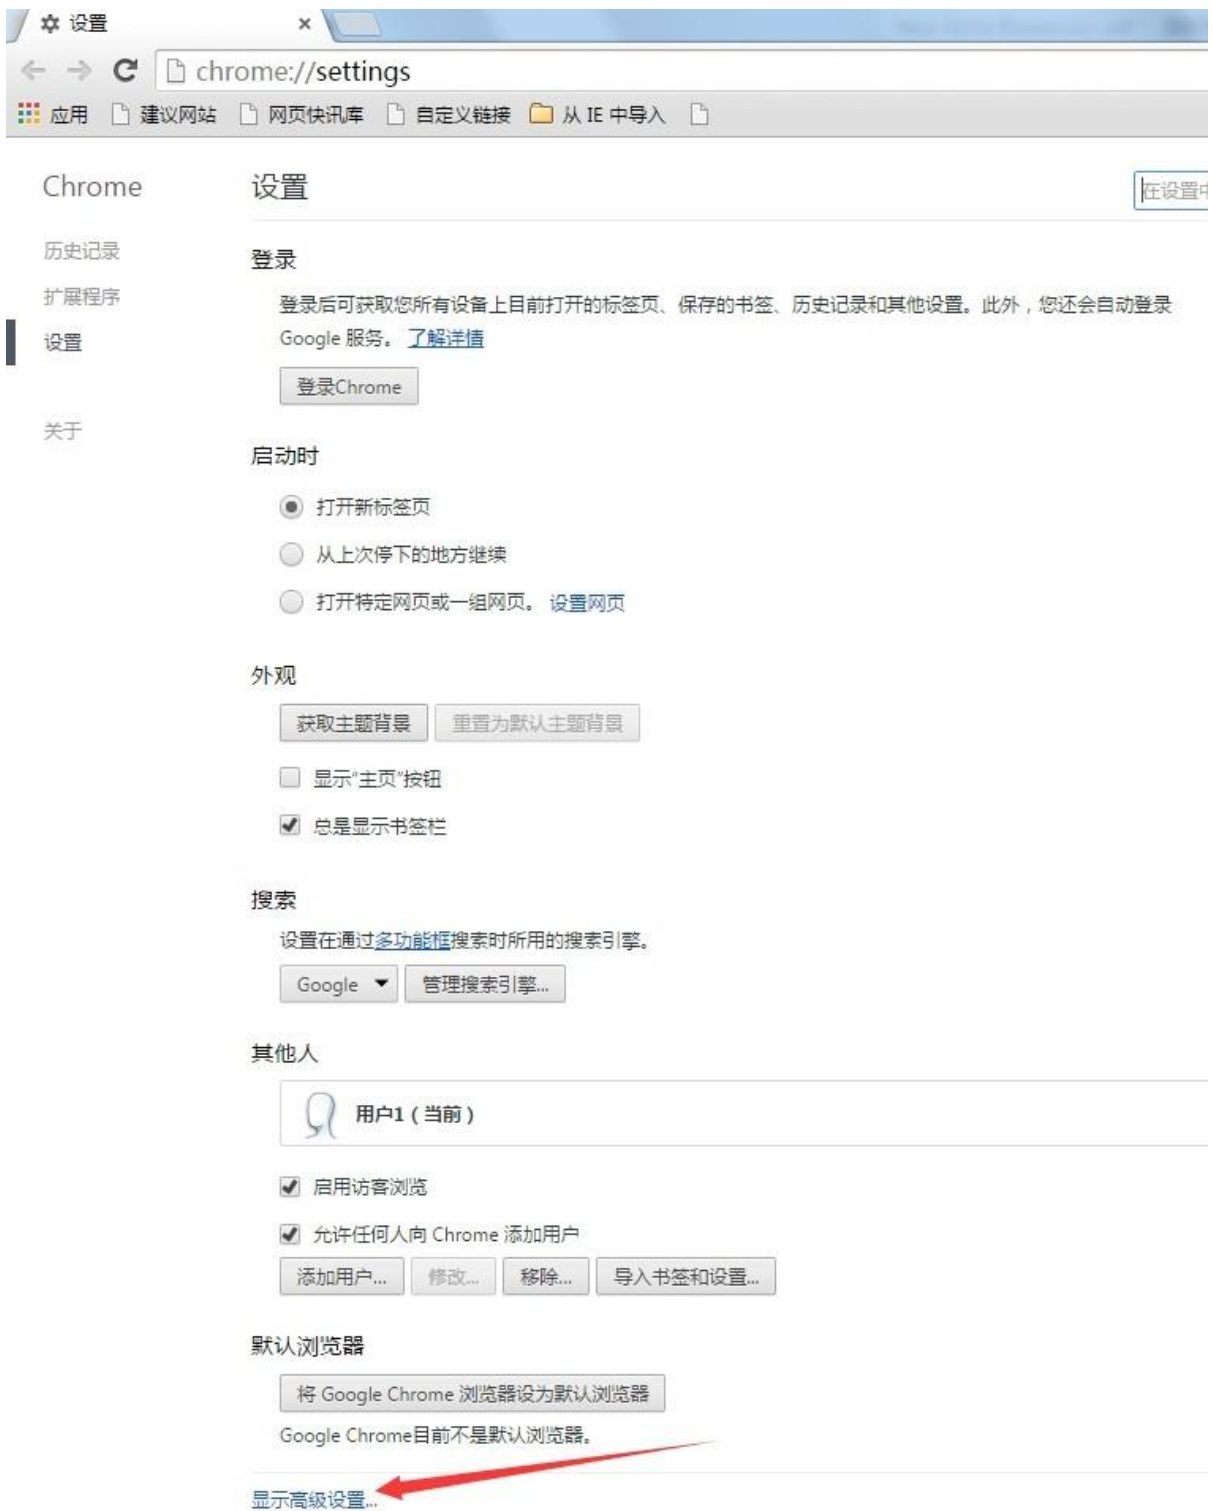 设置
chrome://settings
应用 建议网站 网页快讯库 自定义链接 从 IE 中导入
Chrome
设置
在设置中
历史记录
扩展程序
设置
关于
登录
登录后可获取您所有设备上目前打开的标签页、保存的书签、历史记录和其他设置。此外，您还会自动登录
Google 服务。 了解详情
登录Chrome
启动时
打开新标签页
从上次停下的地方继续
打开特定网页或一组网页。 设置网页
外观
获取主题背景 重置为默认主题背景
显示“主页”按钮
总是显示书签栏
搜索
设置在通过多功能框搜索时所用的搜索引擎。
Google 管理搜索引擎...
其他人
用户1（当前）
启用访客浏览
允许任何人向 Chrome 添加用户
添加用户... 修改... 移除... 导入书签和设置...
默认浏览器
将 Google Chrome 浏览器设为默认浏览器
Google Chrome目前不是默认浏览器。
显示高级设置...